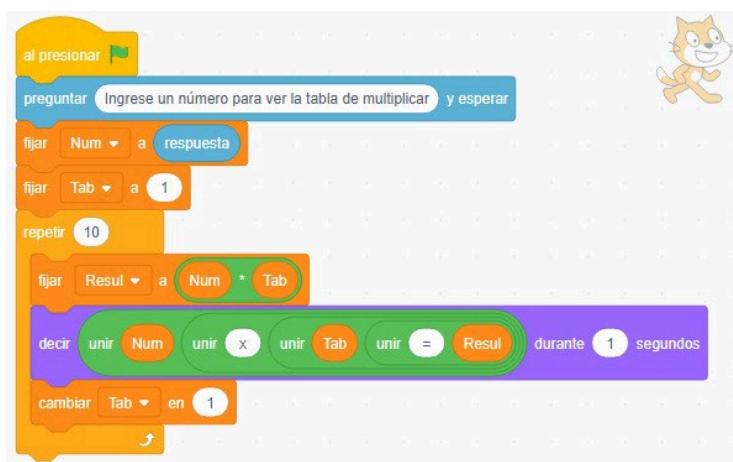 al presionar
preguntar Ingrese un número para ver la tabla de multiplicar y esperar
fijar Num a respuesta
fijar Tab a 1
repetir 10
fijar Resul a Num * Tab
decir unir Num unir x unir Tab unir = Resul durante 1 segundos
cambiar Tab en 1